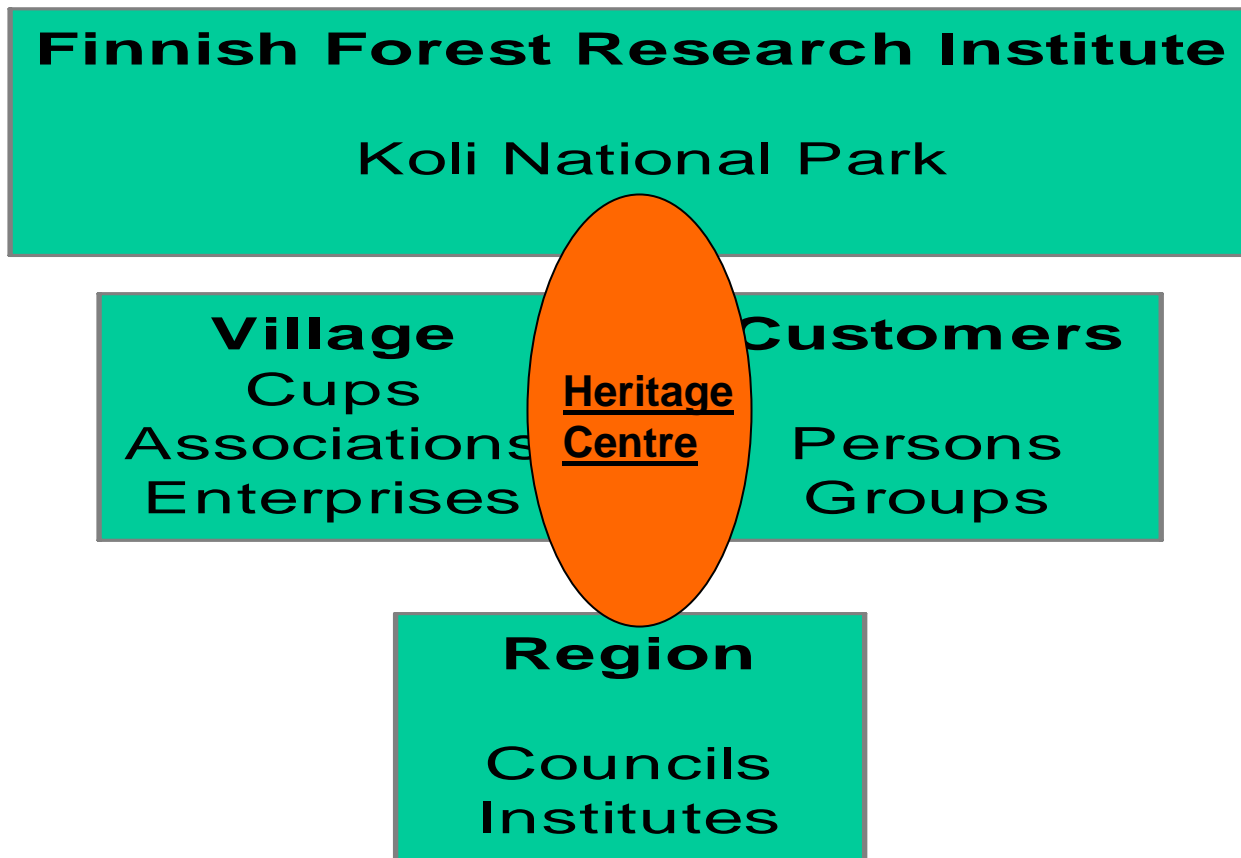 Finnish Forest Research Institute
Koli National Park
Village
Cups
Associations
Enterprises
Heritage
Centre
Customers
Persons
Groups
Region
Councils
Institutes